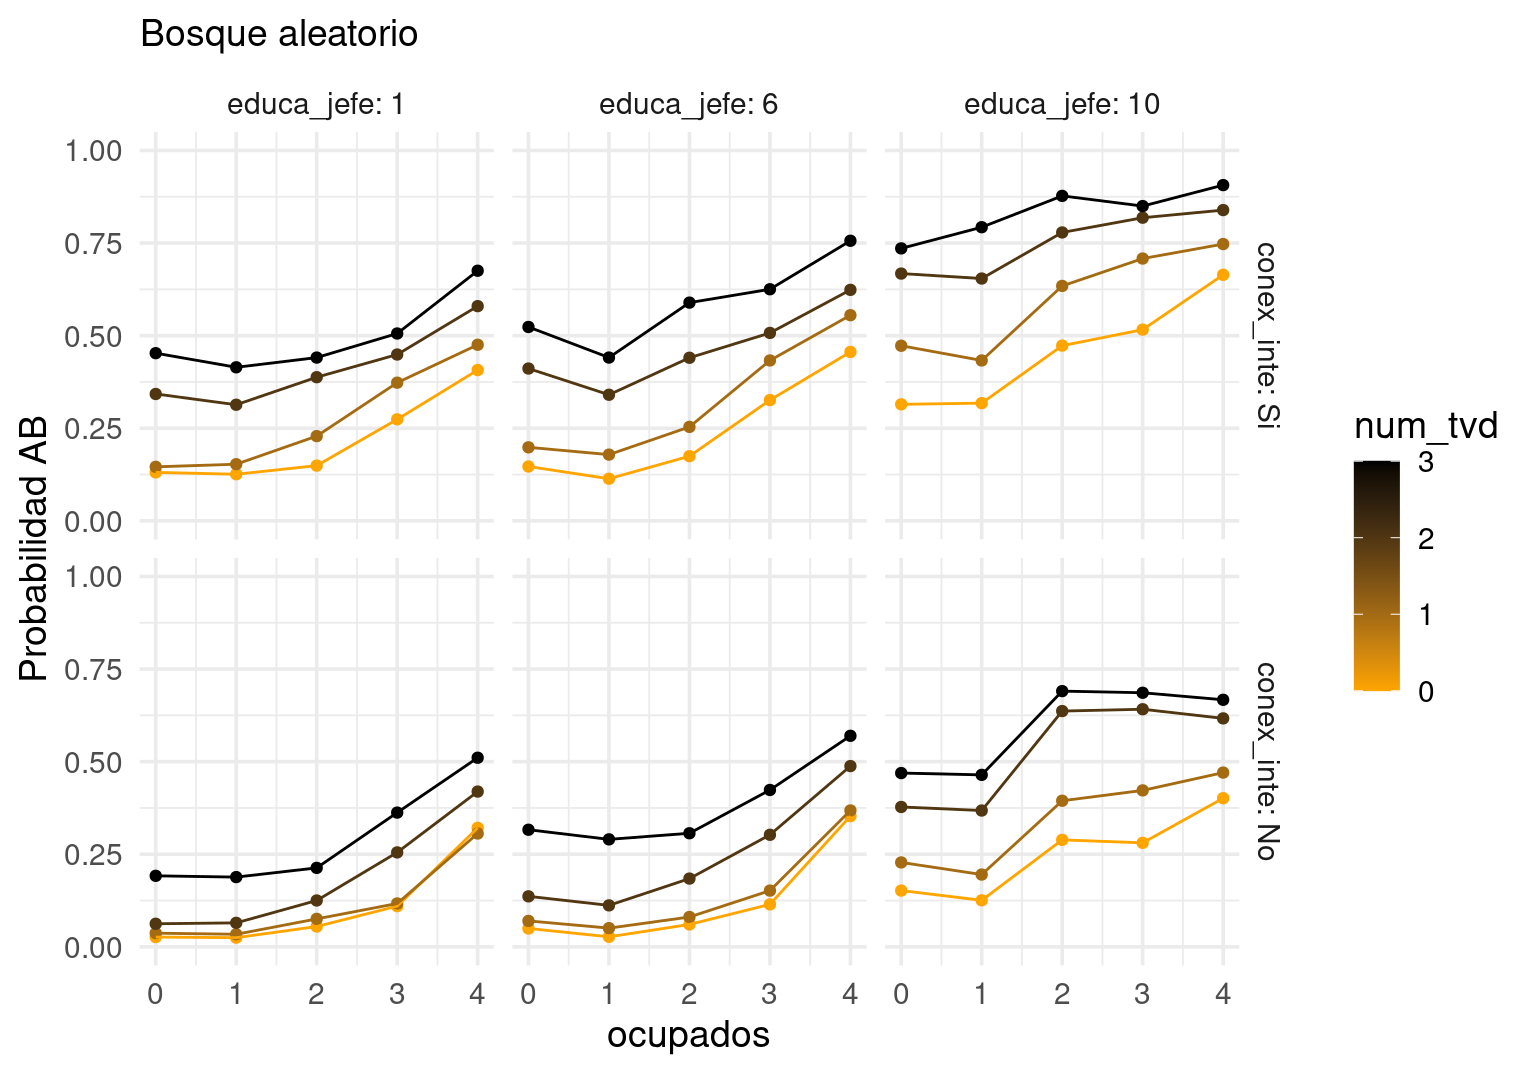 Bosque aleatorio
educa_jefe: 1
educa_jefe: 6
educa_jefe: 10
1.00
0.75
0.50
0.25
0.00
conex_inte: Si
1.00
0.75
0.50
0.25
0.00
conex_inte: No
Probabilidad AB
0 1 2 3 4
0 1 2 3 4
0 1 2 3 4
ocupados
num_tvd
3
2
1
0